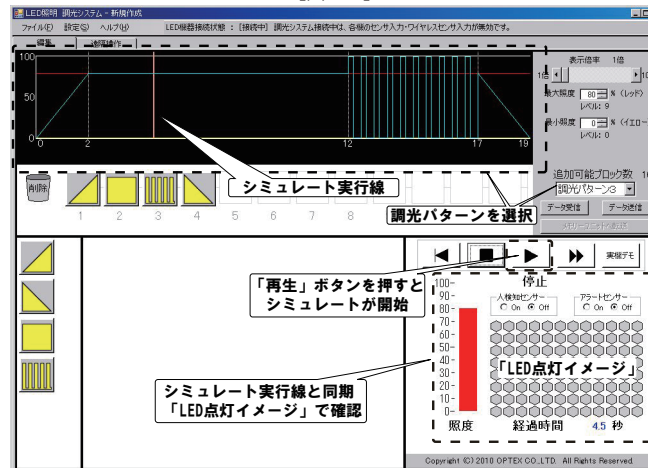 LED照明 調光システム - 新規作成
ファイル(F) 設定(S) ヘルプ(H) LED機器接続状態 : [接続中] 調光システム接続中は、各種のセンサ入力・ワイヤレスセンサ入力が無効です。
編集
100
50
0
0 2 12 17 19
表示倍率 1倍
1倍
最大照度 80 % (レッド)
レベル: 9
最小照度 0 % (イエロー
レベル: 0
シミュレート実行線
追加可能ブロック数
調光パターン3
データ受信 データ送信
削除
1 2 3 4 5 6 7 8
調光パターンを選択
実機デモ
「再生」ボタンを押すと
シミュレートが開始
停止
人検知センサー アラートセンサー
On Off On Off
100-
90-
80-
70-
60-
50-
40-
30-
20-
10-
0-
「LED点灯イメージ」
シミュレート実行線と同期
「LED点灯イメージ」で確認
照度 経過時間 4.5 秒
Copyright (C) 2010 OPTEX CO.,LTD. All Rights Reserved.